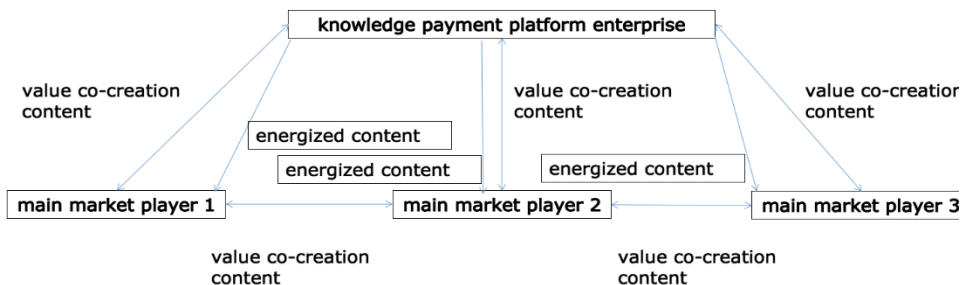 knowledge payment platform enterprise
value co-creation
content
value co-creation
content
value co-creation
content
energized content
energized content
energized content
main market player 1
main market player 2
main market player 3
value co-creation
content
value co-creation
content